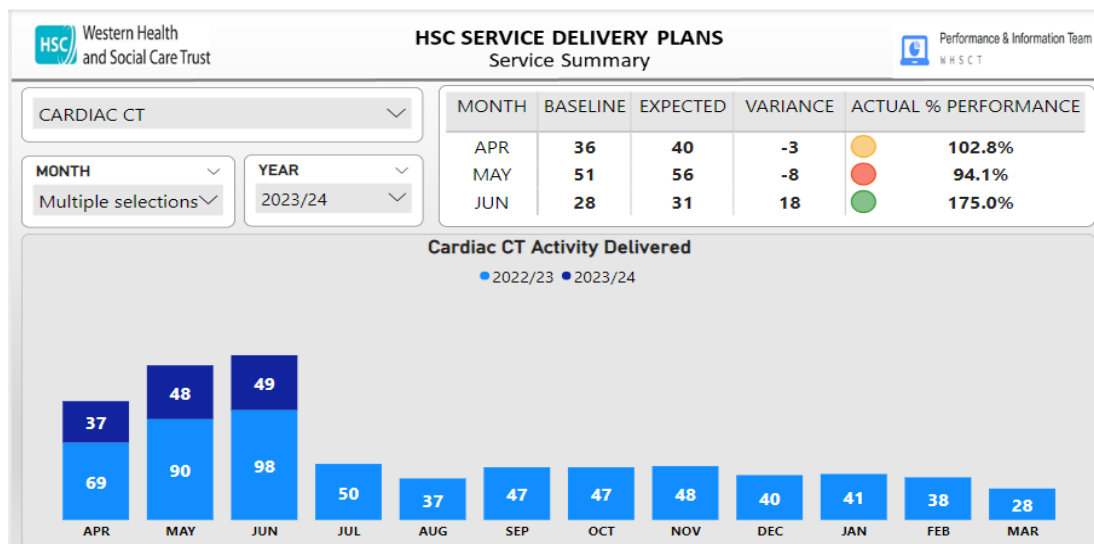 HSC Western Health
and Social Care Trust
HSC SERVICE DELIVERY PLANS
Service Summary
Performance & Information Team
WHSCT
CARDIAC CT
MONTH
Multiple selections
YEAR
2023/24
MONTH BASELINE EXPECTED VARIANCE ACTUAL % PERFORMANCE
APR 36 40 -3 102.8%
MAY 51 56 -8 94.1%
JUN 28 31 18 175.0%
Cardiac CT Activity Delivered
2022/23 2023/24
37 48 49
69 90 98 50 37 47 47 48 40 41 38 28
APR MAY JUN JUL AUG SEP OCT NOV DEC JAN FEB MAR